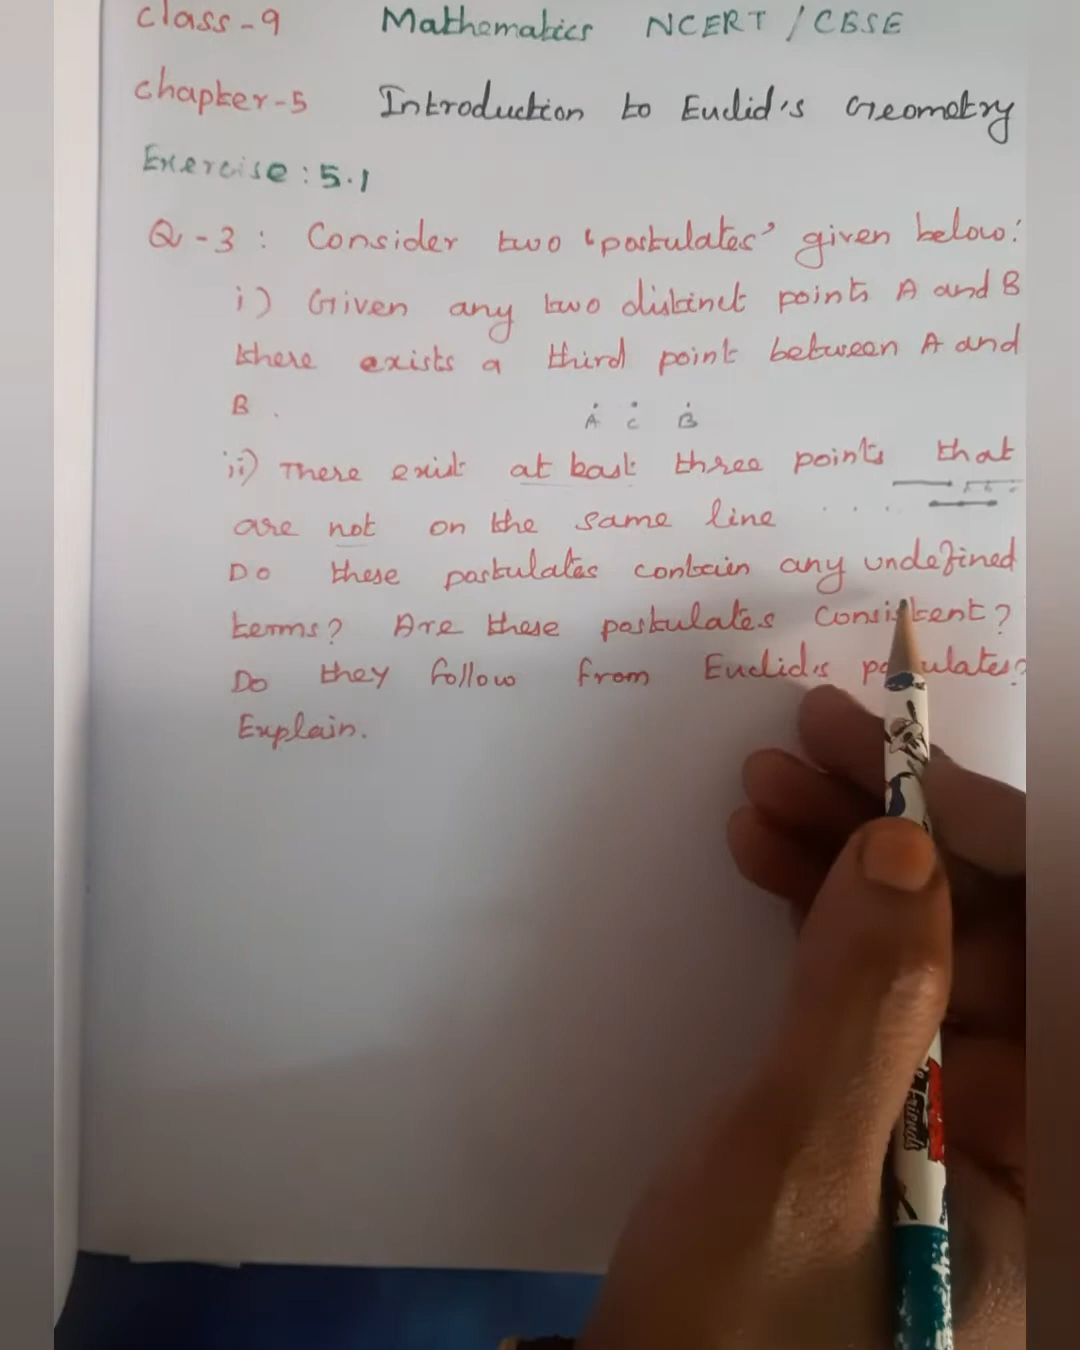 Class-9 Mathematics NCERT / CBSE
Chapter-5 Introduction to Euclid's Geometry
Exercise: 5.1
Q-3: Consider two 'postulates' given below:
i) Given any two distinct points A and B
there exists a third point between A and
B.
A C B
ii) There exist at least three points that
are not on the same line
Do these postulates contain any undefined
terms? Are these postulates Consistent?
Do they follow from Euclid's postulates?
Explain.
Friends